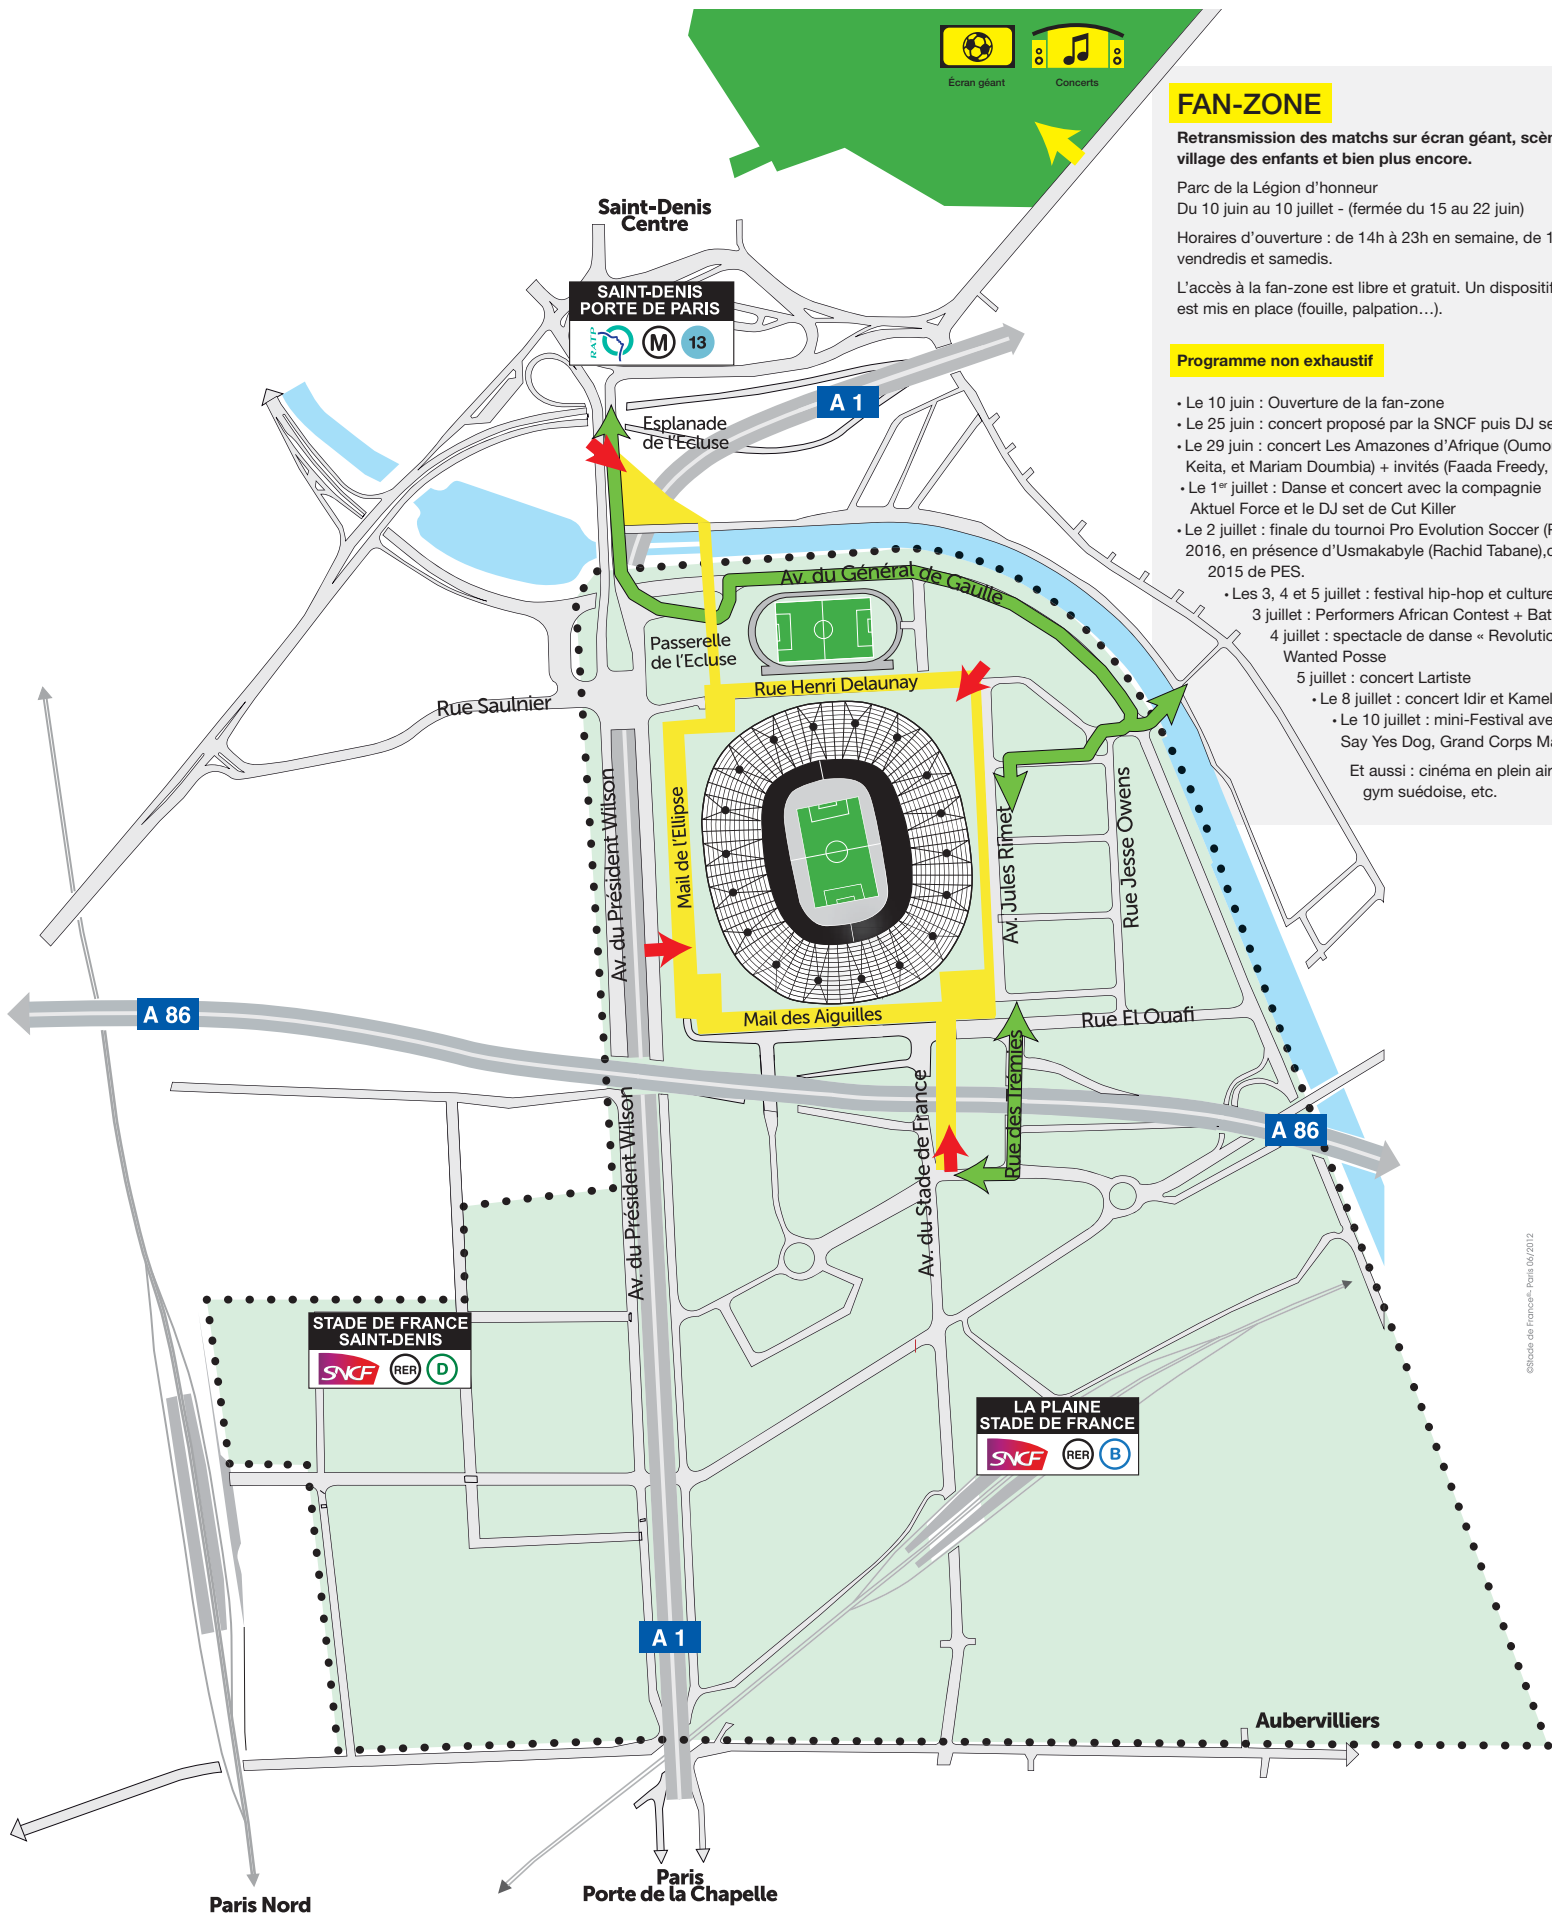 Écran géant
Concerts
FAN-ZONE
Retransmission des matchs sur écran géant,
village des enfants et bien plus encore.
Parc de la Légion d'honneur
Du 10 juin au 10 juillet - (fermée du 15 au 22 juin)
Horaires d'ouverture : de 14h à 23h en semaine, de
vendredis et samedis.
L'accès à la fan-zone est libre et gratuit. Un dispositif
est mis en place (fouille, palpation…).
Programme non exhaustif
• Le 10 juin : Ouverture de la fan-zone
• Le 25 juin : concert proposé par la SNCF puis DJ
• Le 29 juin : concert Les Amazones d'Afrique
Keita, et Mariam Doumbia) + invités (Faada Freedy,
• Le 1er juillet : Danse et concert avec la compagnie
Aktuel Force et le DJ set de Cut Killer
• Le 2 juillet : finale du tournoi Pro Evolution Soccer
2016, en présence d'Usmakabyle (Rachid Tabane),
2015 de PES.
• Les 3, 4 et 5 juillet : festival hip-hop et culture
3 juillet : Performers African Contest +
4 juillet : spectacle de danse «
Wanted Posse
5 juillet : concert Lartiste
• Le 8 juillet : concert Idir et Kamel
• Le 10 juillet : mini-Festival
Say Yes Dog, Grand Corps
Et aussi : cinéma en plein air
gym suédoise, etc.
Saint-Denis
Centre
SAINT-DENIS
PORTE DE PARIS
RATP M 13
A 1
Esplanade
de l'Ecluse
Av. du Général de Gaulle
Passerelle
de l'Ecluse
Rue Henri Delaunay
Rue Saulnier
Av. du Président Wilson
Mail de l'Ellipse
Av. Jules Rimet
Rue Jesse Owens
A 86
Mail des Aiguilles
Rue El Ouafi
Rue des Trémies
Av. du Stade de France
Av. du Président Wilson
A 86
STADE DE FRANCE
SAINT-DENIS
SNCF RER D
LA PLAINE
STADE DE FRANCE
SNCF RER B
©Stade de France®- Paris 06/2012
A 1
Aubervilliers
Paris
Porte de la Chapelle
Paris Nord